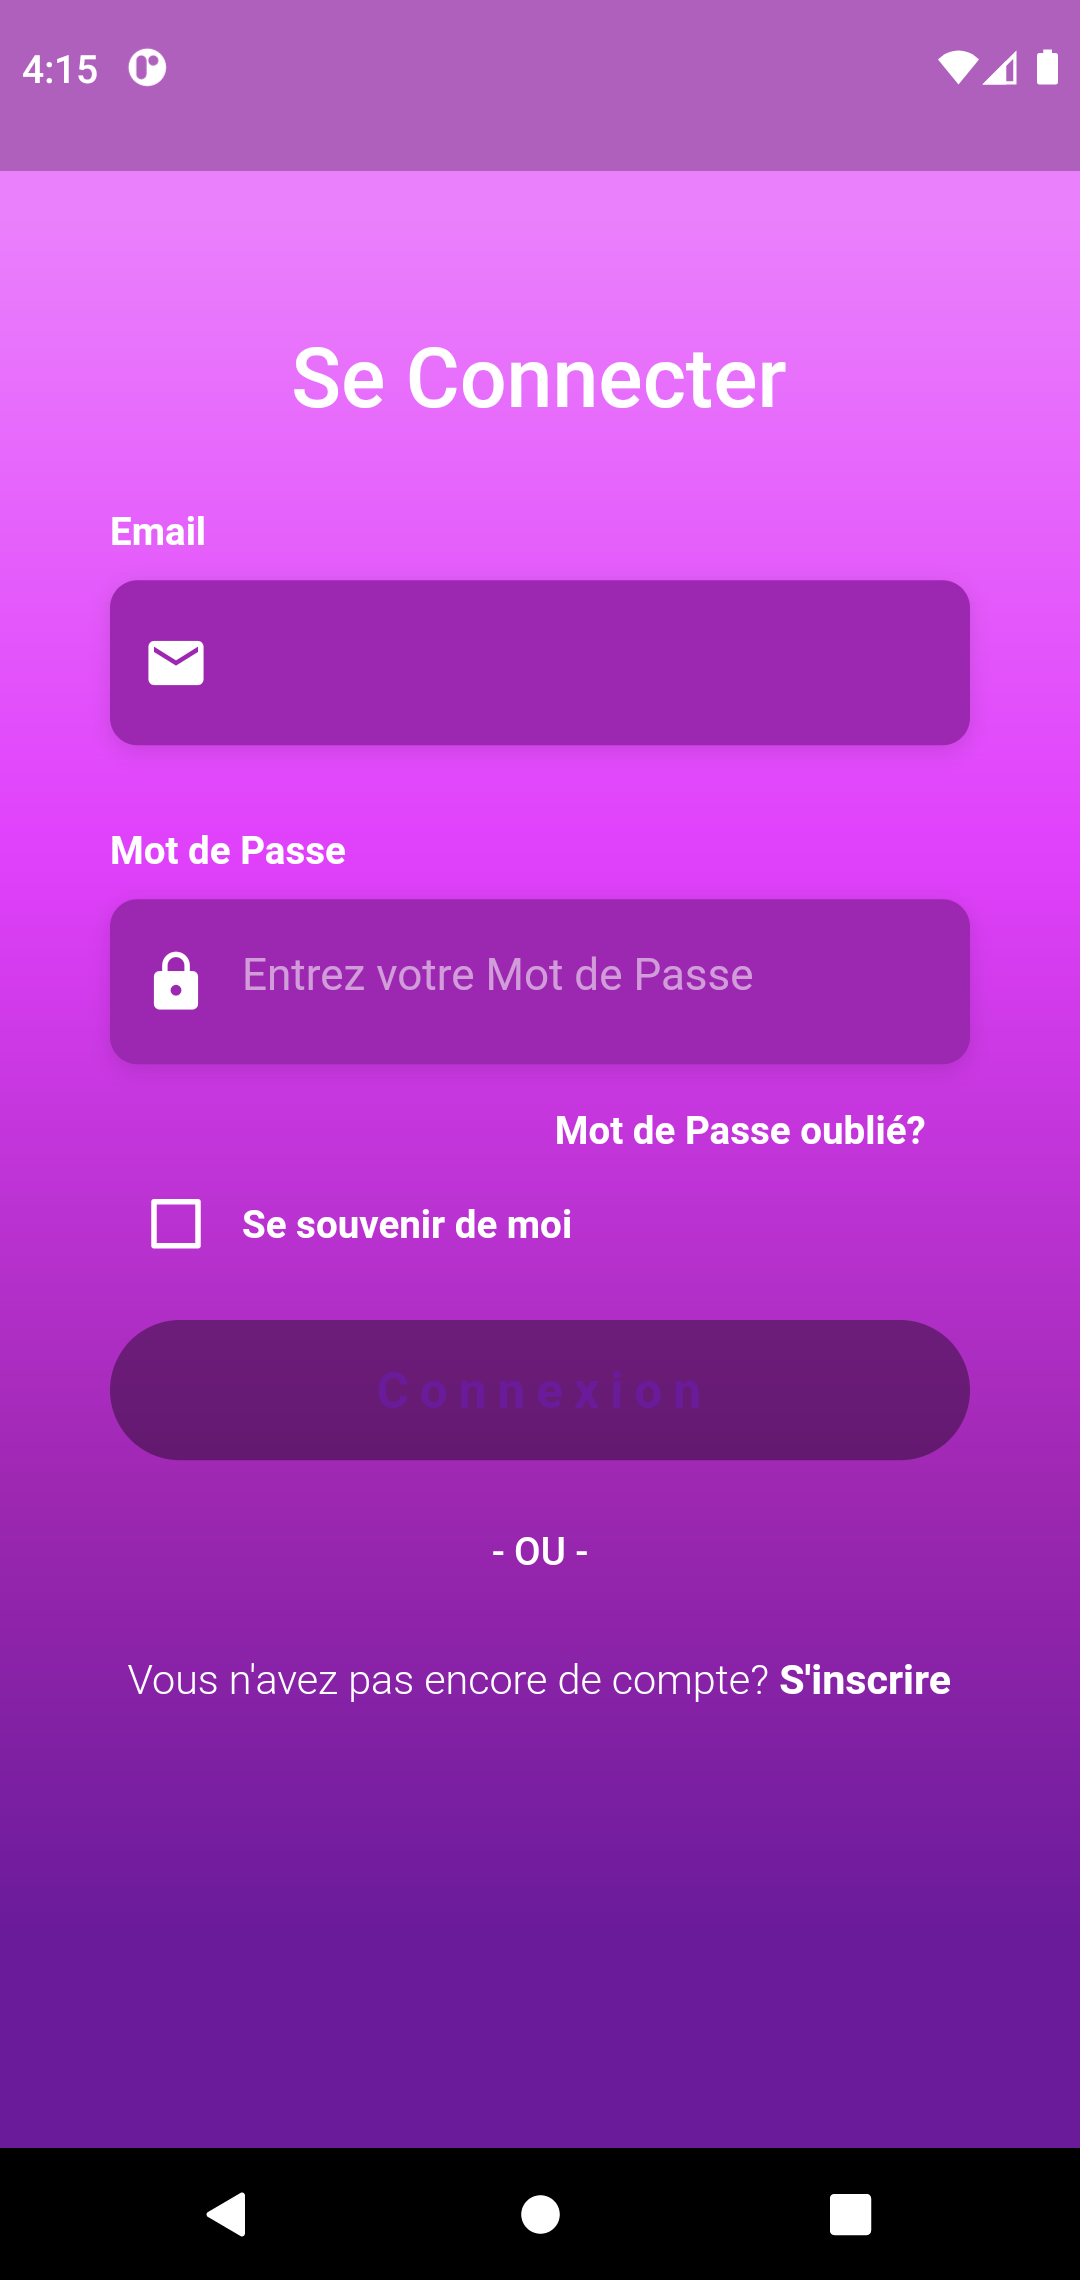 4:15
Se Connecter
Email
Mot de Passe
Entrez votre Mot de Passe
Mot de Passe oublié?
Se souvenir de moi
Connexion
- OU -
Vous n'avez pas encore de compte? S'inscrire